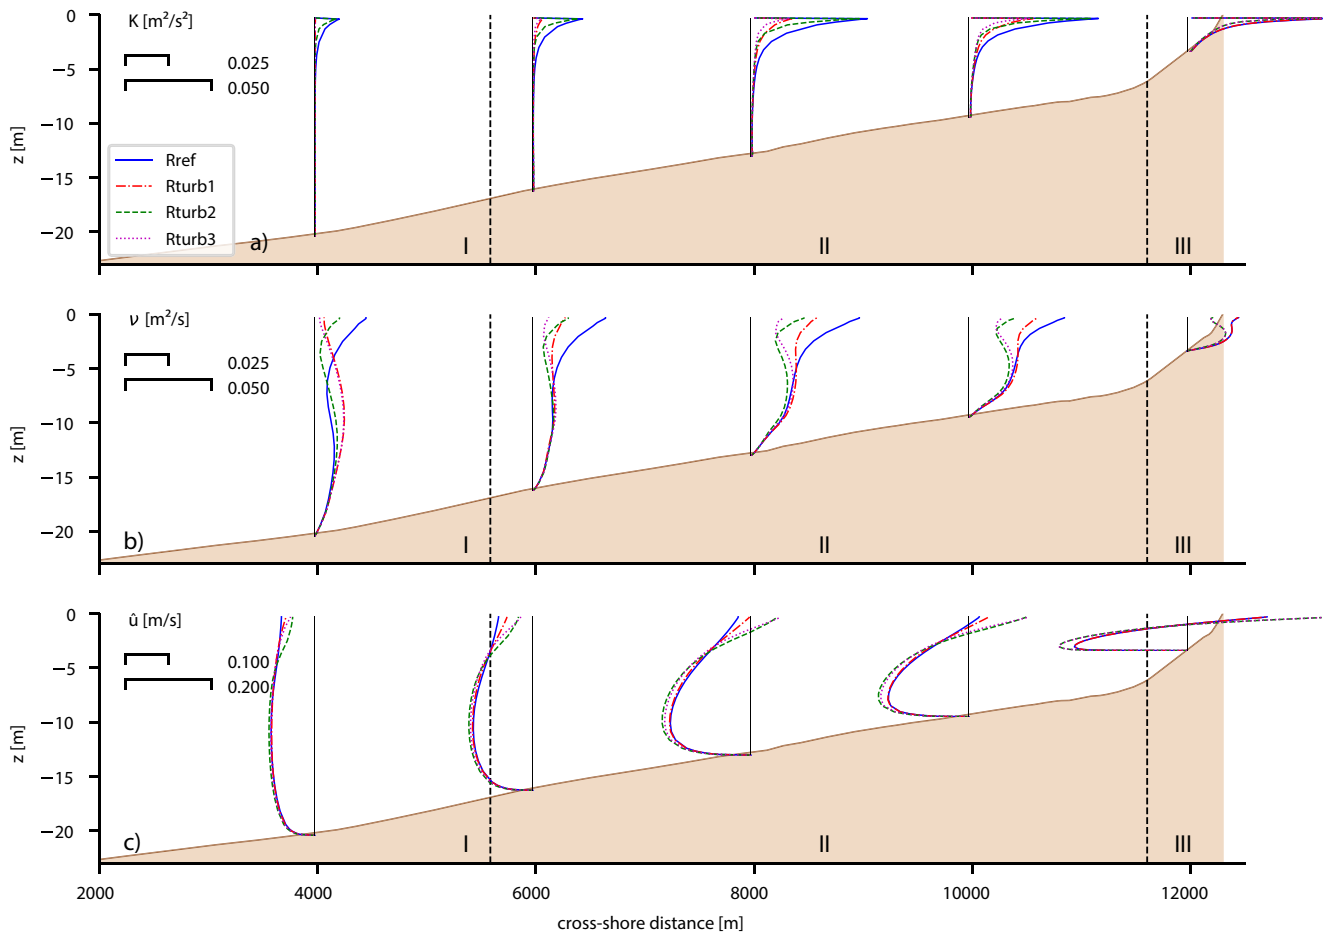 K [m²/s²]
0
−5
−10
−15
−20
z [m]
0.025
0.050
Rref
Rturb1
Rturb2
Rturb3
a)
I
II
III
ν [m²/s]
0
−5
−10
−15
−20
z [m]
0.025
0.050
b)
I
II
III
û [m/s]
0
−5
−10
−15
−20
z [m]
0.100
0.200
c)
I
II
III
2000 4000 6000 8000 10000 12000
cross-shore distance [m]